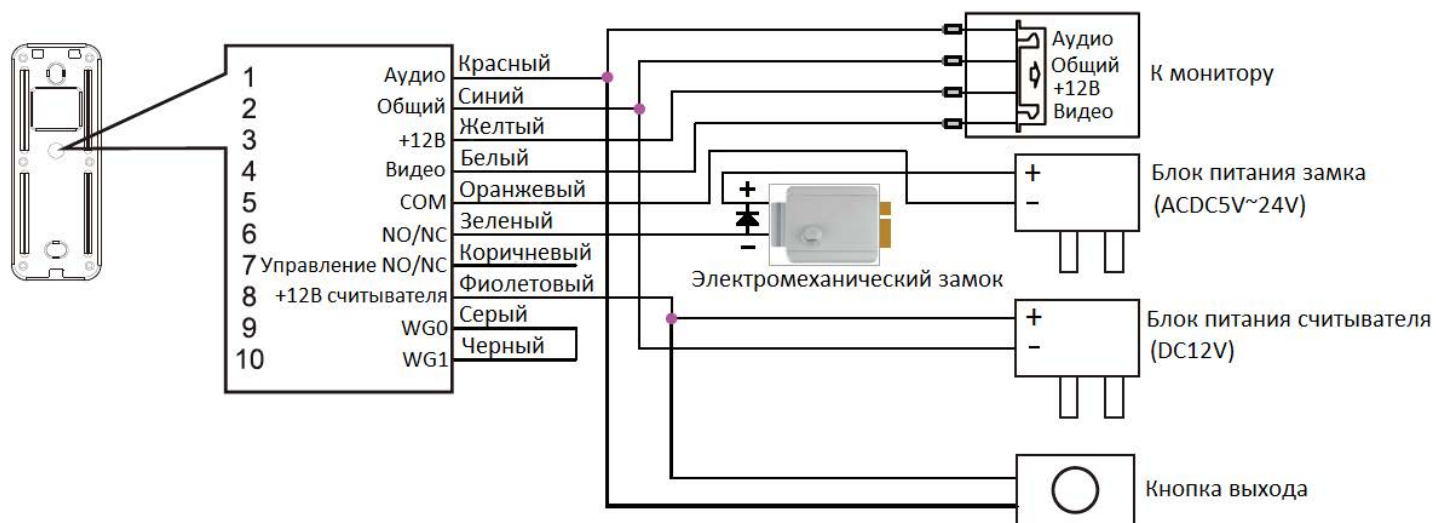 1 Аудио Красный
2 Общий Синий
3 +12В Желтый
4 Видео Белый
5 COM Оранжевый
6 NO/NC Зеленый
7 Управление NO/NC Коричневый
8 +12В считывателя Фиолетовый
9 WG0 Серый
10 WG1 Черный
Аудио
Общий
+12В
Видео
К монитору
+
−
Блок питания замка
(ACDC5V~24V)
+
−
Электромеханический замок
+
−
Блок питания считывателя
(DC12V)
Кнопка выхода